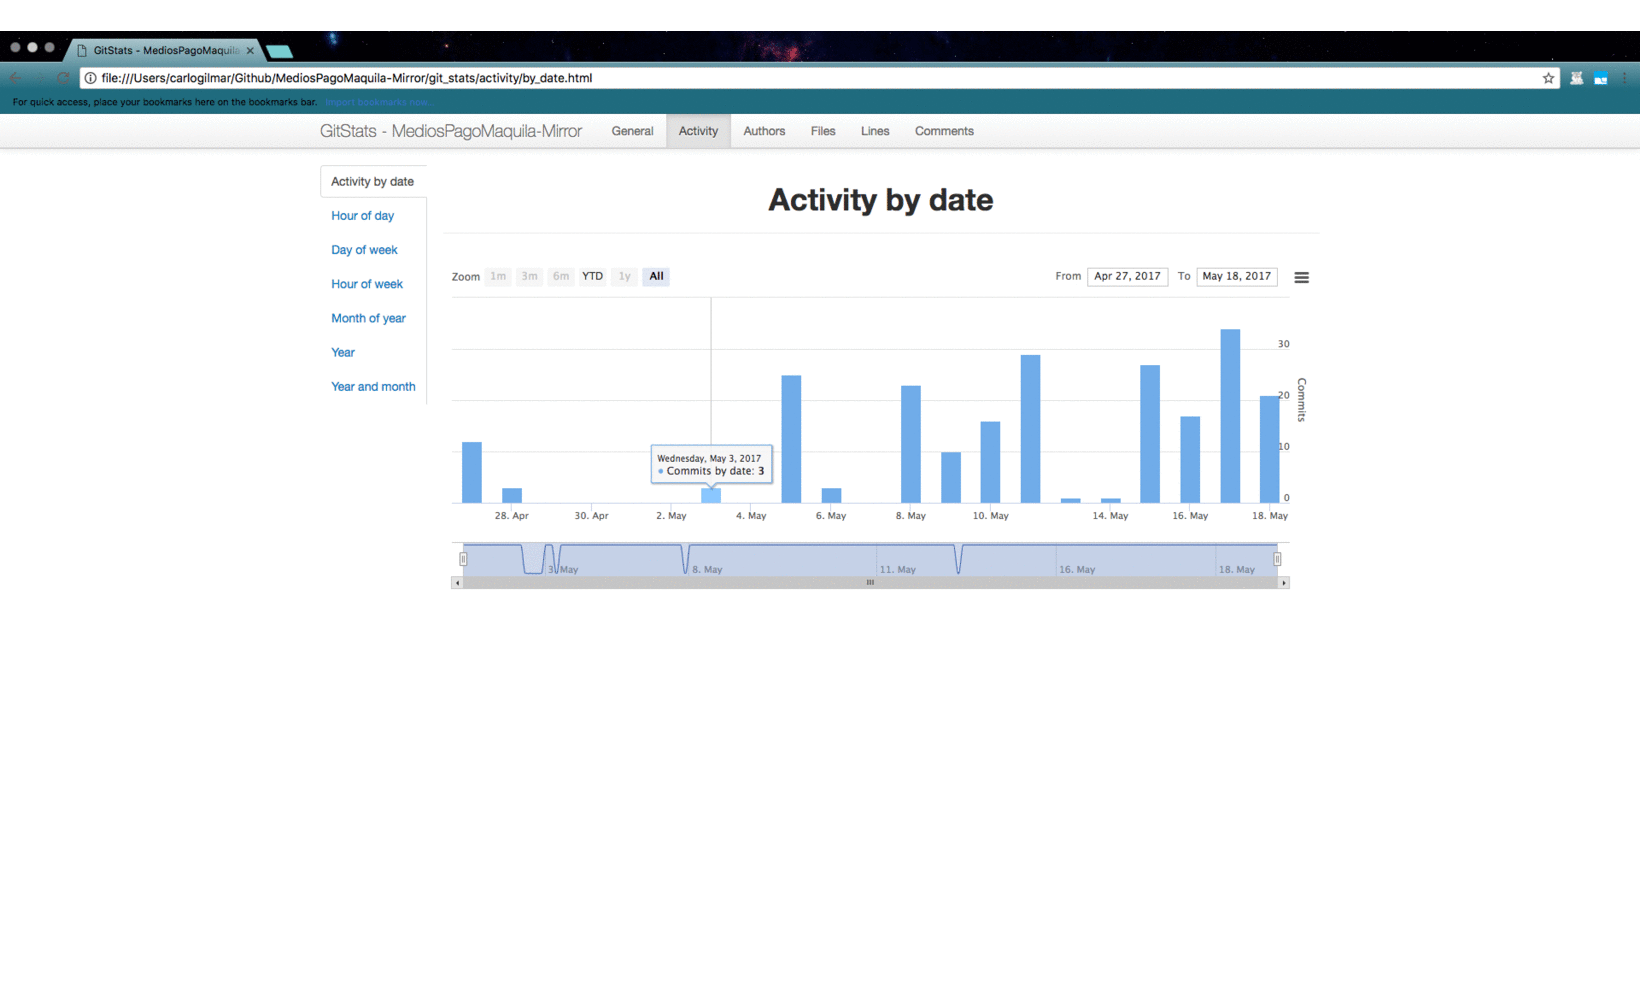 GitStats - MediosPagoMaquila-
file:///Users/carlogilmar/Github/MediosPagoMaquila-Mirror/git_stats/activity/by_date.html
For quick access, place your bookmarks here on the bookmarks bar. Import bookmarks now...
GitStats - MediosPagoMaquila-Mirror General Activity Authors Files Lines Comments
Activity by date
Hour of day
Day of week
Hour of week
Month of year
Year
Year and month
Activity by date
Zoom 1m 3m 6m YTD 1y All From Apr 27, 2017 To May 18, 2017
30
20
10
0
Commits
Wednesday, May 3, 2017
Commits by date: 3
28. Apr 30. Apr 2. May 4. May 6. May 8. May 10. May 14. May 16. May 18. May
3. May 8. May 11. May 16. May 18. May